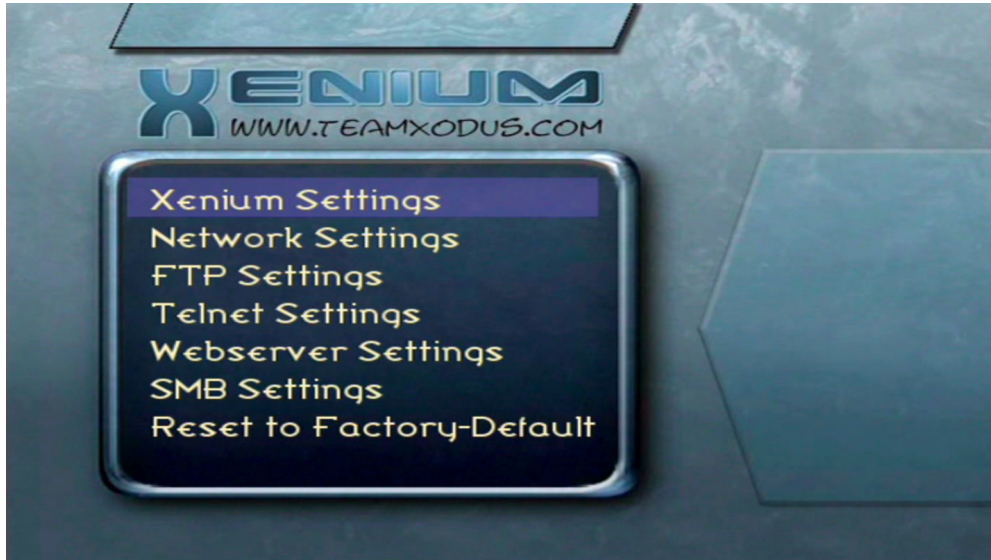 XENIUM
WWW.TEAMXODUS.COM
Xenium Settings
Network Settings
FTP Settings
Telnet Settings
Webserver Settings
SMB Settings
Reset to Factory-Default